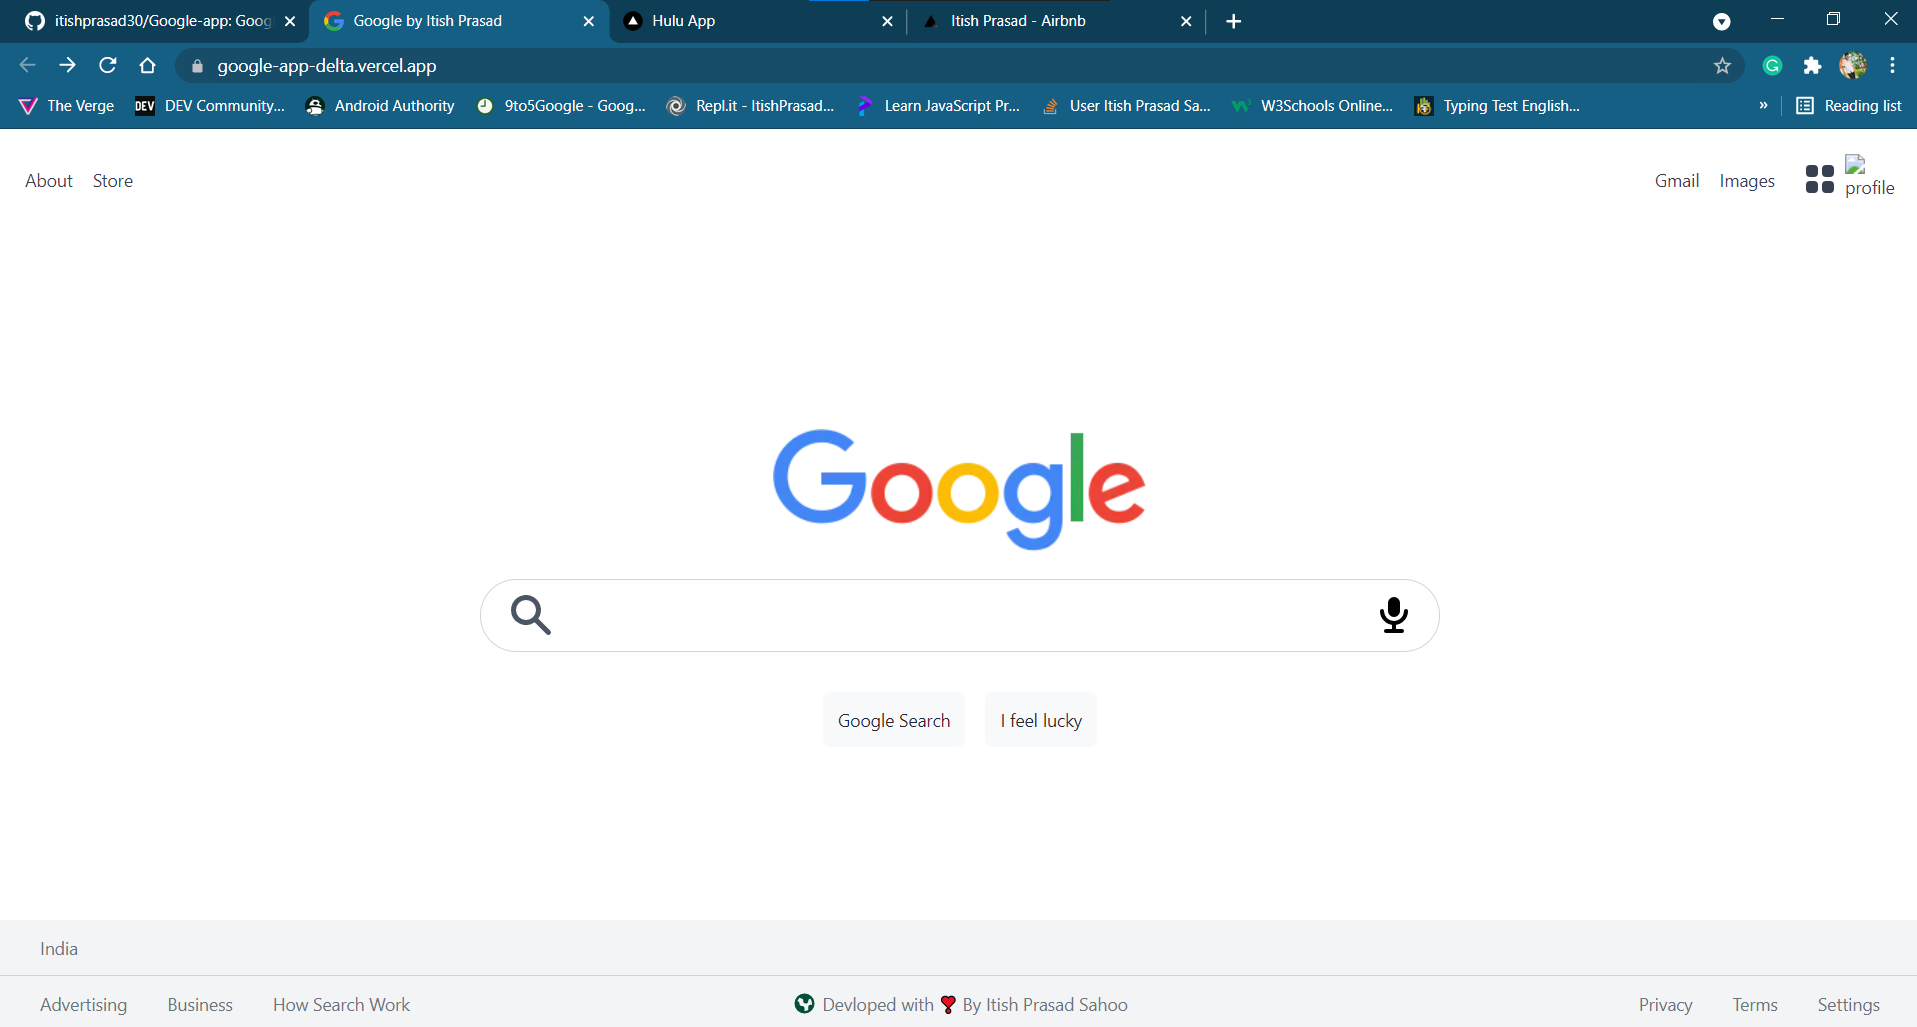 itishprasad30/Google-app: Goog
Google by Itish Prasad
Hulu App
Itish Prasad - Airbnb
google-app-delta.vercel.app
The Verge
DEV DEV Community...
Android Authority
9to5Google - Goog...
Repl.it - ItishPrasad...
Learn JavaScript Pr...
User Itish Prasad Sa...
W3Schools Online...
Typing Test English...
»
Reading list
About Store
Gmail Images
profile
Google
Google Search I feel lucky
India
Advertising Business How Search Work
Devloped with ❣ By Itish Prasad Sahoo
Privacy Terms Settings